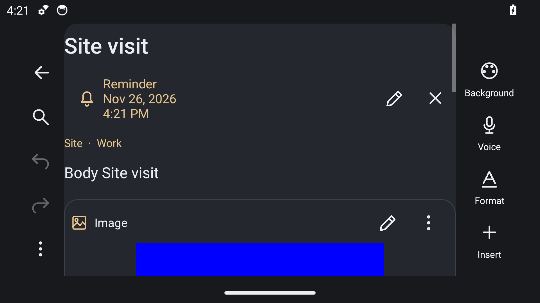 4:21
Site visit
Reminder
Nov 26, 2026
4:21 PM
Site · Work
Body Site visit
Image
Background
Voice
Format
Insert